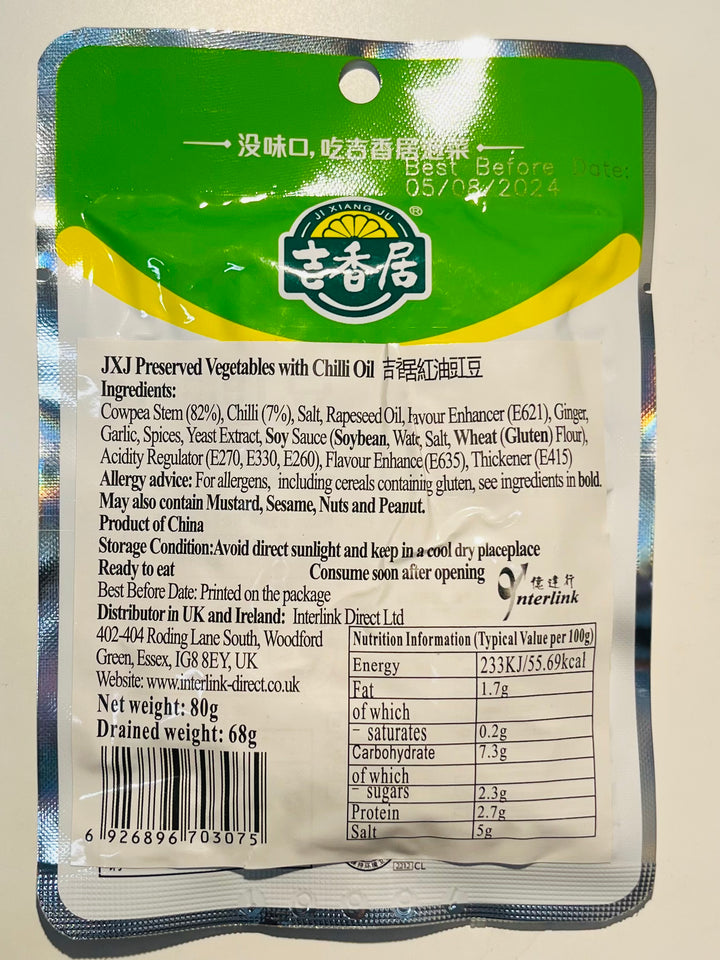 没味口,吃吉香居泡菜
Best Before Date:
05/08/2024
JI XIANG JU
®
吉香居
JXJ Preserved Vegetables with Chilli Oil 吉香居紅油豇豆
Ingredients:
Cowpea Stem (82%), Chilli (7%), Salt, Rapeseed Oil, Flavour Enhancer (E621), Ginger,
Garlic, Spices, Yeast Extract, Soy Sauce (Soybean, Water, Salt, Wheat (Gluten) Flour),
Acidity Regulator (E270, E330, E260), Flavour Enhancer (E635), Thickener (E415)
Allergy advice: For allergens, including cereals containing gluten, see ingredients in bold.
May also contain Mustard, Sesame, Nuts and Peanut.
Product of China
Storage Condition:Avoid direct sunlight and keep in a cool dry placeplace
Ready to eat Consume soon after opening
Best Before Date: Printed on the package
億達行
Interlink
Distributor in UK and Ireland: Interlink Direct Ltd
402-404 Roding Lane South, Woodford
Green, Essex, IG8 8EY, UK
Website: www.interlink-direct.co.uk
Net weight: 80g
Drained weight: 68g
6 926896 703075
Nutrition Information (Typical Value per 100g)
Energy 233KJ/55.69kcal
Fat 1.7g
of which
- saturates 0.2g
Carbohydrate 7.3g
of which
- sugars 2.3g
Protein 2.7g
Salt 5g
CL